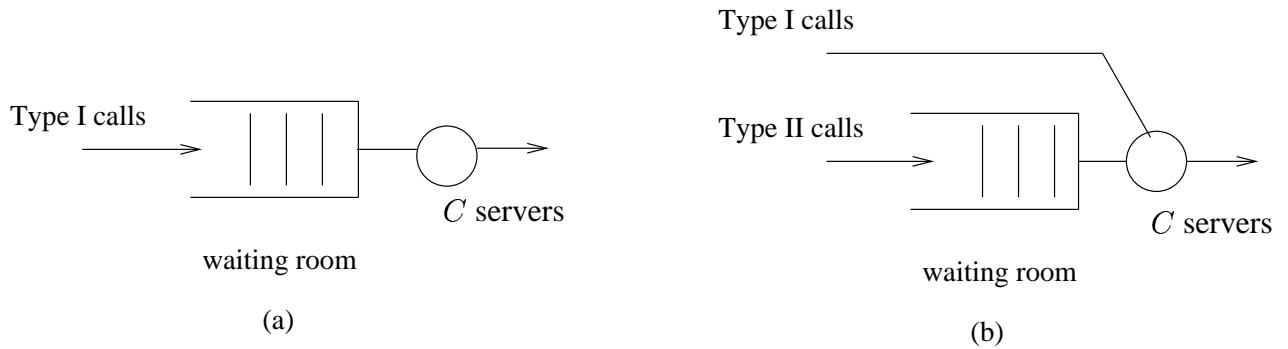 Type I calls
C servers
waiting room
(a)
Type I calls
Type II calls
C servers
waiting room
(b)